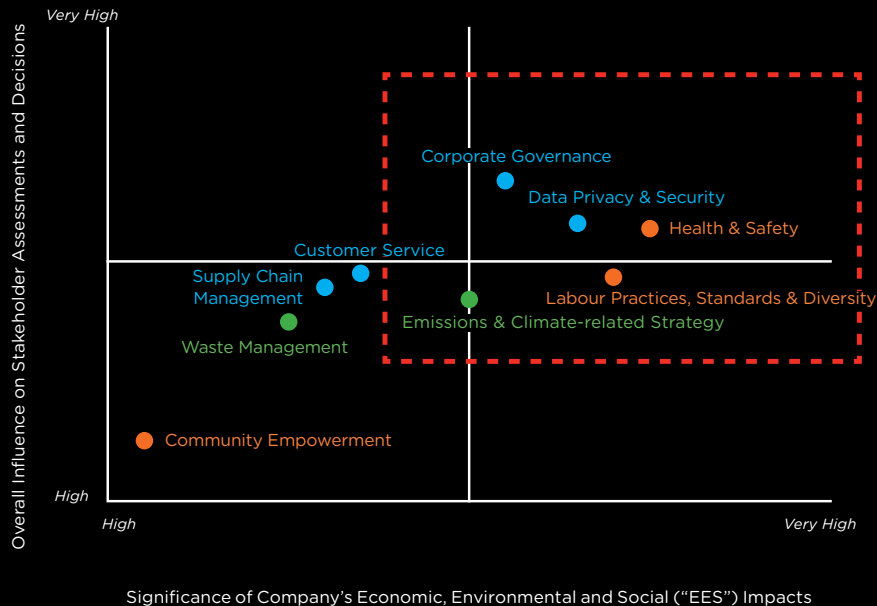 Very High
Overall Influence on Stakeholder Assessments and Decisions
Corporate Governance
Data Privacy & Security
Health & Safety
Customer Service
Supply Chain
Management
Labour Practices, Standards & Diversity
Emissions & Climate-related Strategy
Waste Management
Community Empowerment
High
High
Very High
Significance of Company’s Economic, Environmental and Social (“EES”) Impacts